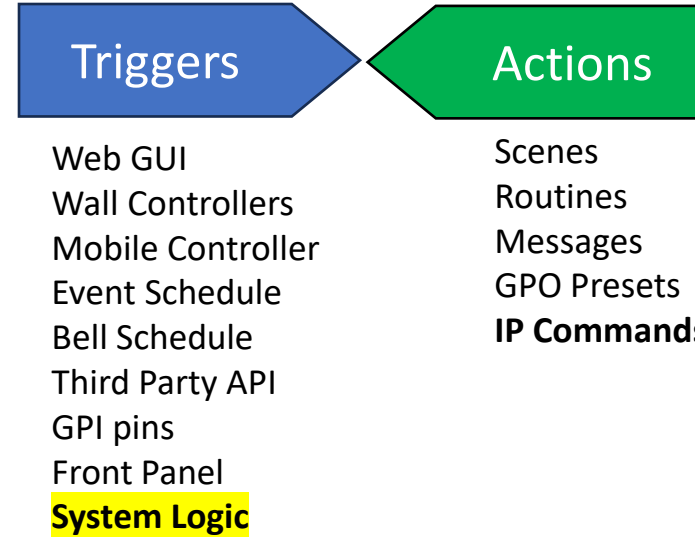 Triggers
Web GUI
Wall Controllers
Mobile Controller
Event Schedule
Bell Schedule
Third Party API
GPI pins
Front Panel
System Logic
Actions
Scenes
Routines
Messages
GPO Presets
IP Commands